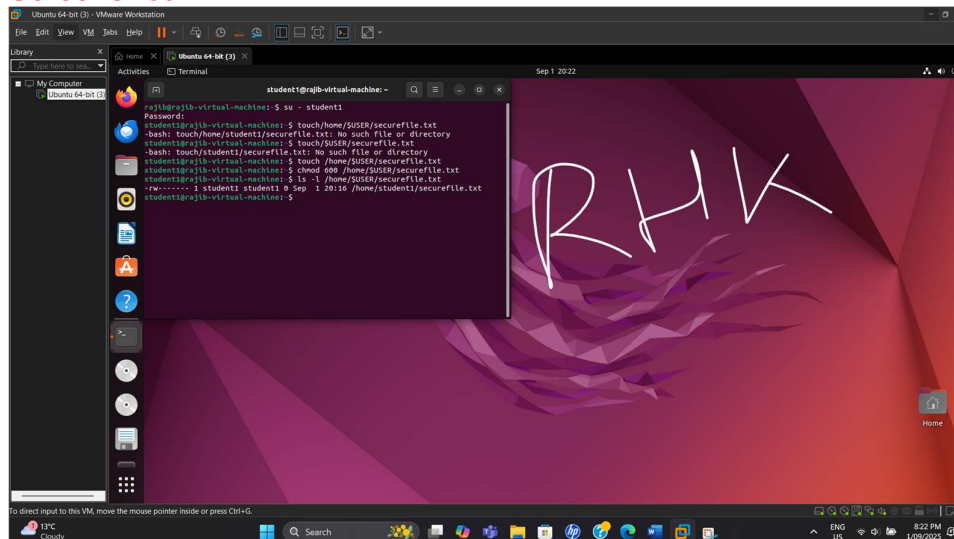 Ubuntu 64-bit (3) - VMware Workstation
File Edit View VM Tabs Help
Library X
Type here to sea...
My Computer
Ubuntu 64-bit (3)
Home X Ubuntu 64-bit (3) X
Activities Terminal Sep 1 20:22
student1@rajib-virtual-machine: ~
rajib@rajib-virtual-machine:~$ su - student1
Password:
student1@rajib-virtual-machine:~$ touch/home/$USER/securefile.txt
-bash: touch/home/student1/securefile.txt: No such file or directory
student1@rajib-virtual-machine:~$ touch/$USER/securefile.txt
-bash: touch/student1/securefile.txt: No such file or directory
student1@rajib-virtual-machine:~$ touch /home/$USER/securefile.txt
student1@rajib-virtual-machine:~$ chmod 600 /home/$USER/securefile.txt
student1@rajib-virtual-machine:~$ ls -l /home/$USER/securefile.txt
-rw------- 1 student1 student1 0 Sep 1 20:16 /home/student1/securefile.txt
student1@rajib-virtual-machine:~$
RHK
Home
To direct input to this VM, move the mouse pointer inside or press Ctrl+G.
1
13°C
Cloudy
Search
ENG
US
8:22 PM
1/09/2025